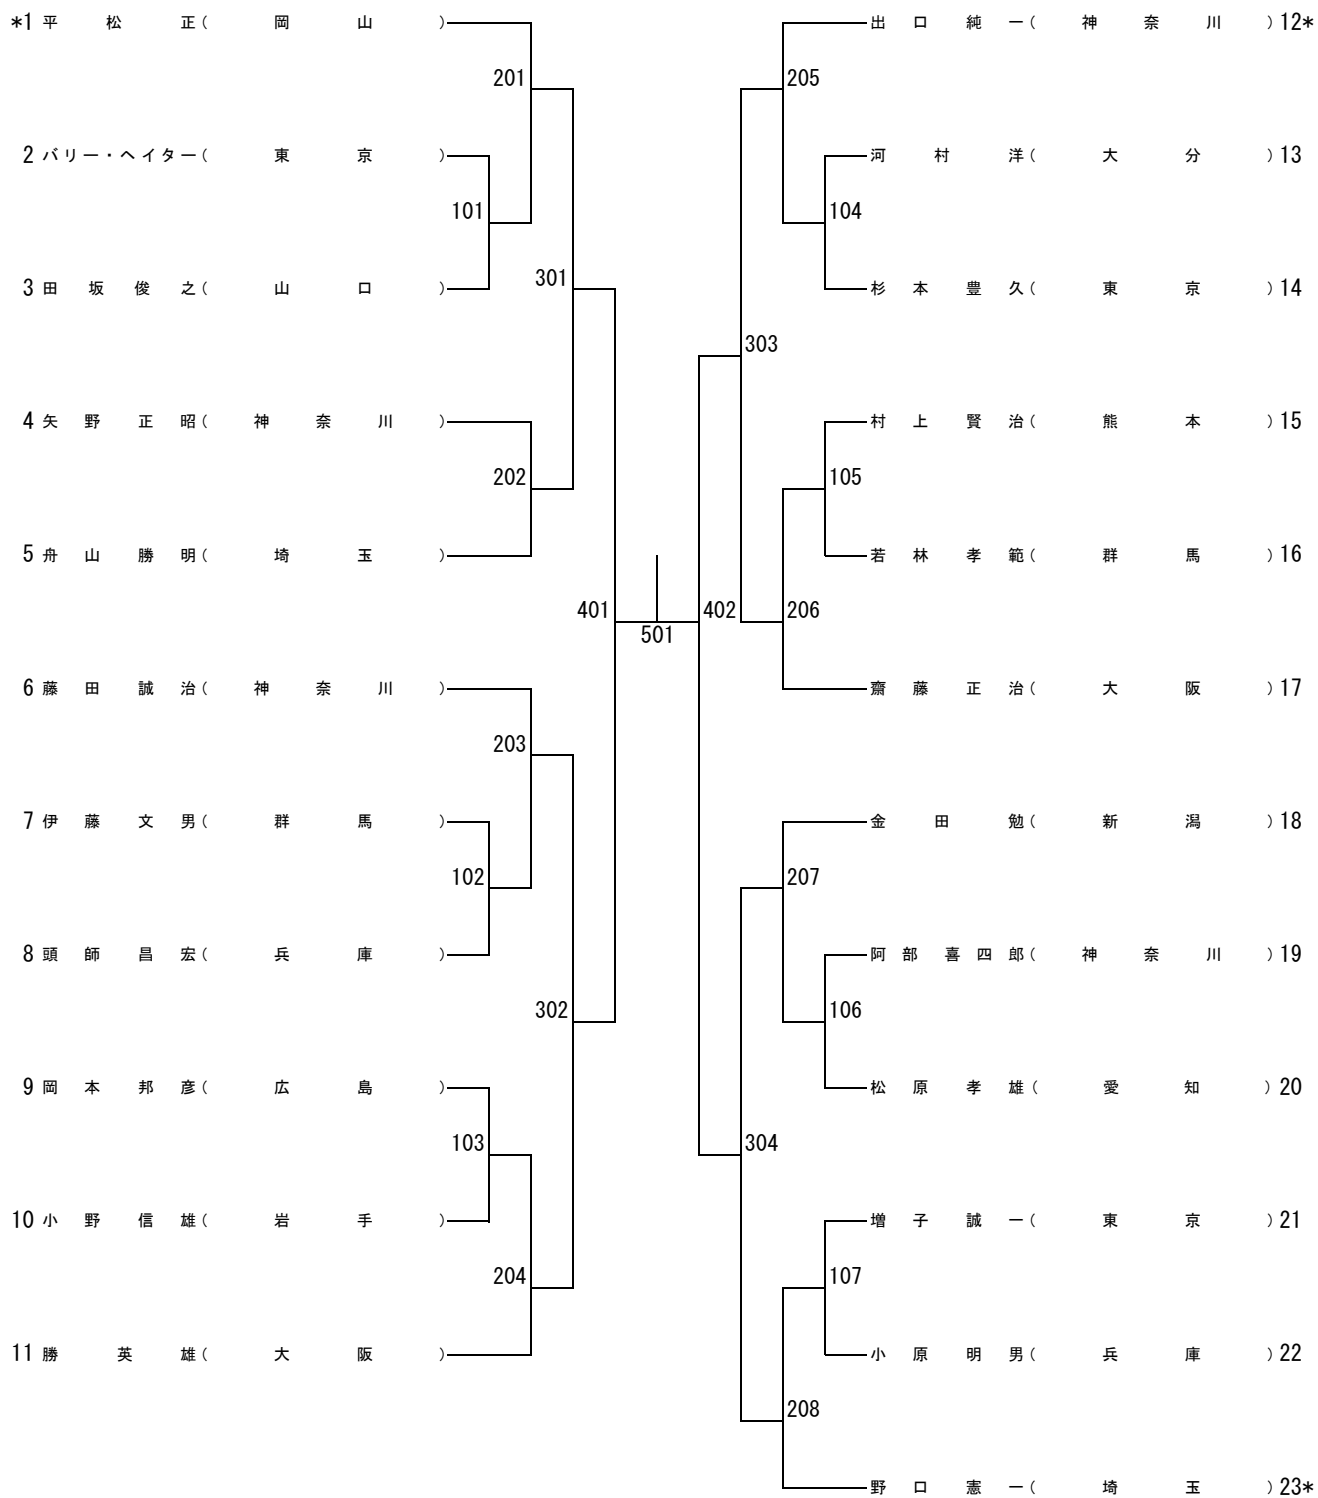 *1 平松正(岡山)
201
2 バリー・ヘイター(東京)
101
3 田坂俊之(山口)
301
4 矢野正昭(神奈川)
202
5 舟山勝明(埼玉)
401
501
6 藤田誠治(神奈川)
203
7 伊藤文男(群馬)
102
8 頭師昌宏(兵庫)
302
9 岡本邦彦(広島)
103
10 小野信雄(岩手)
204
11 勝英雄(大阪)
出口純一(神奈川)12*
205
河村洋(大分)13
104
杉本豊久(東京)14
303
村上賢治(熊本)15
105
若林孝範(群馬)16
402
206
齋藤正治(大阪)17
金田勉(新潟)18
207
阿部喜四郎(神奈川)19
106
松原孝雄(愛知)20
304
増子誠一(東京)21
107
小原明男(兵庫)22
208
野口憲一(埼玉)23*